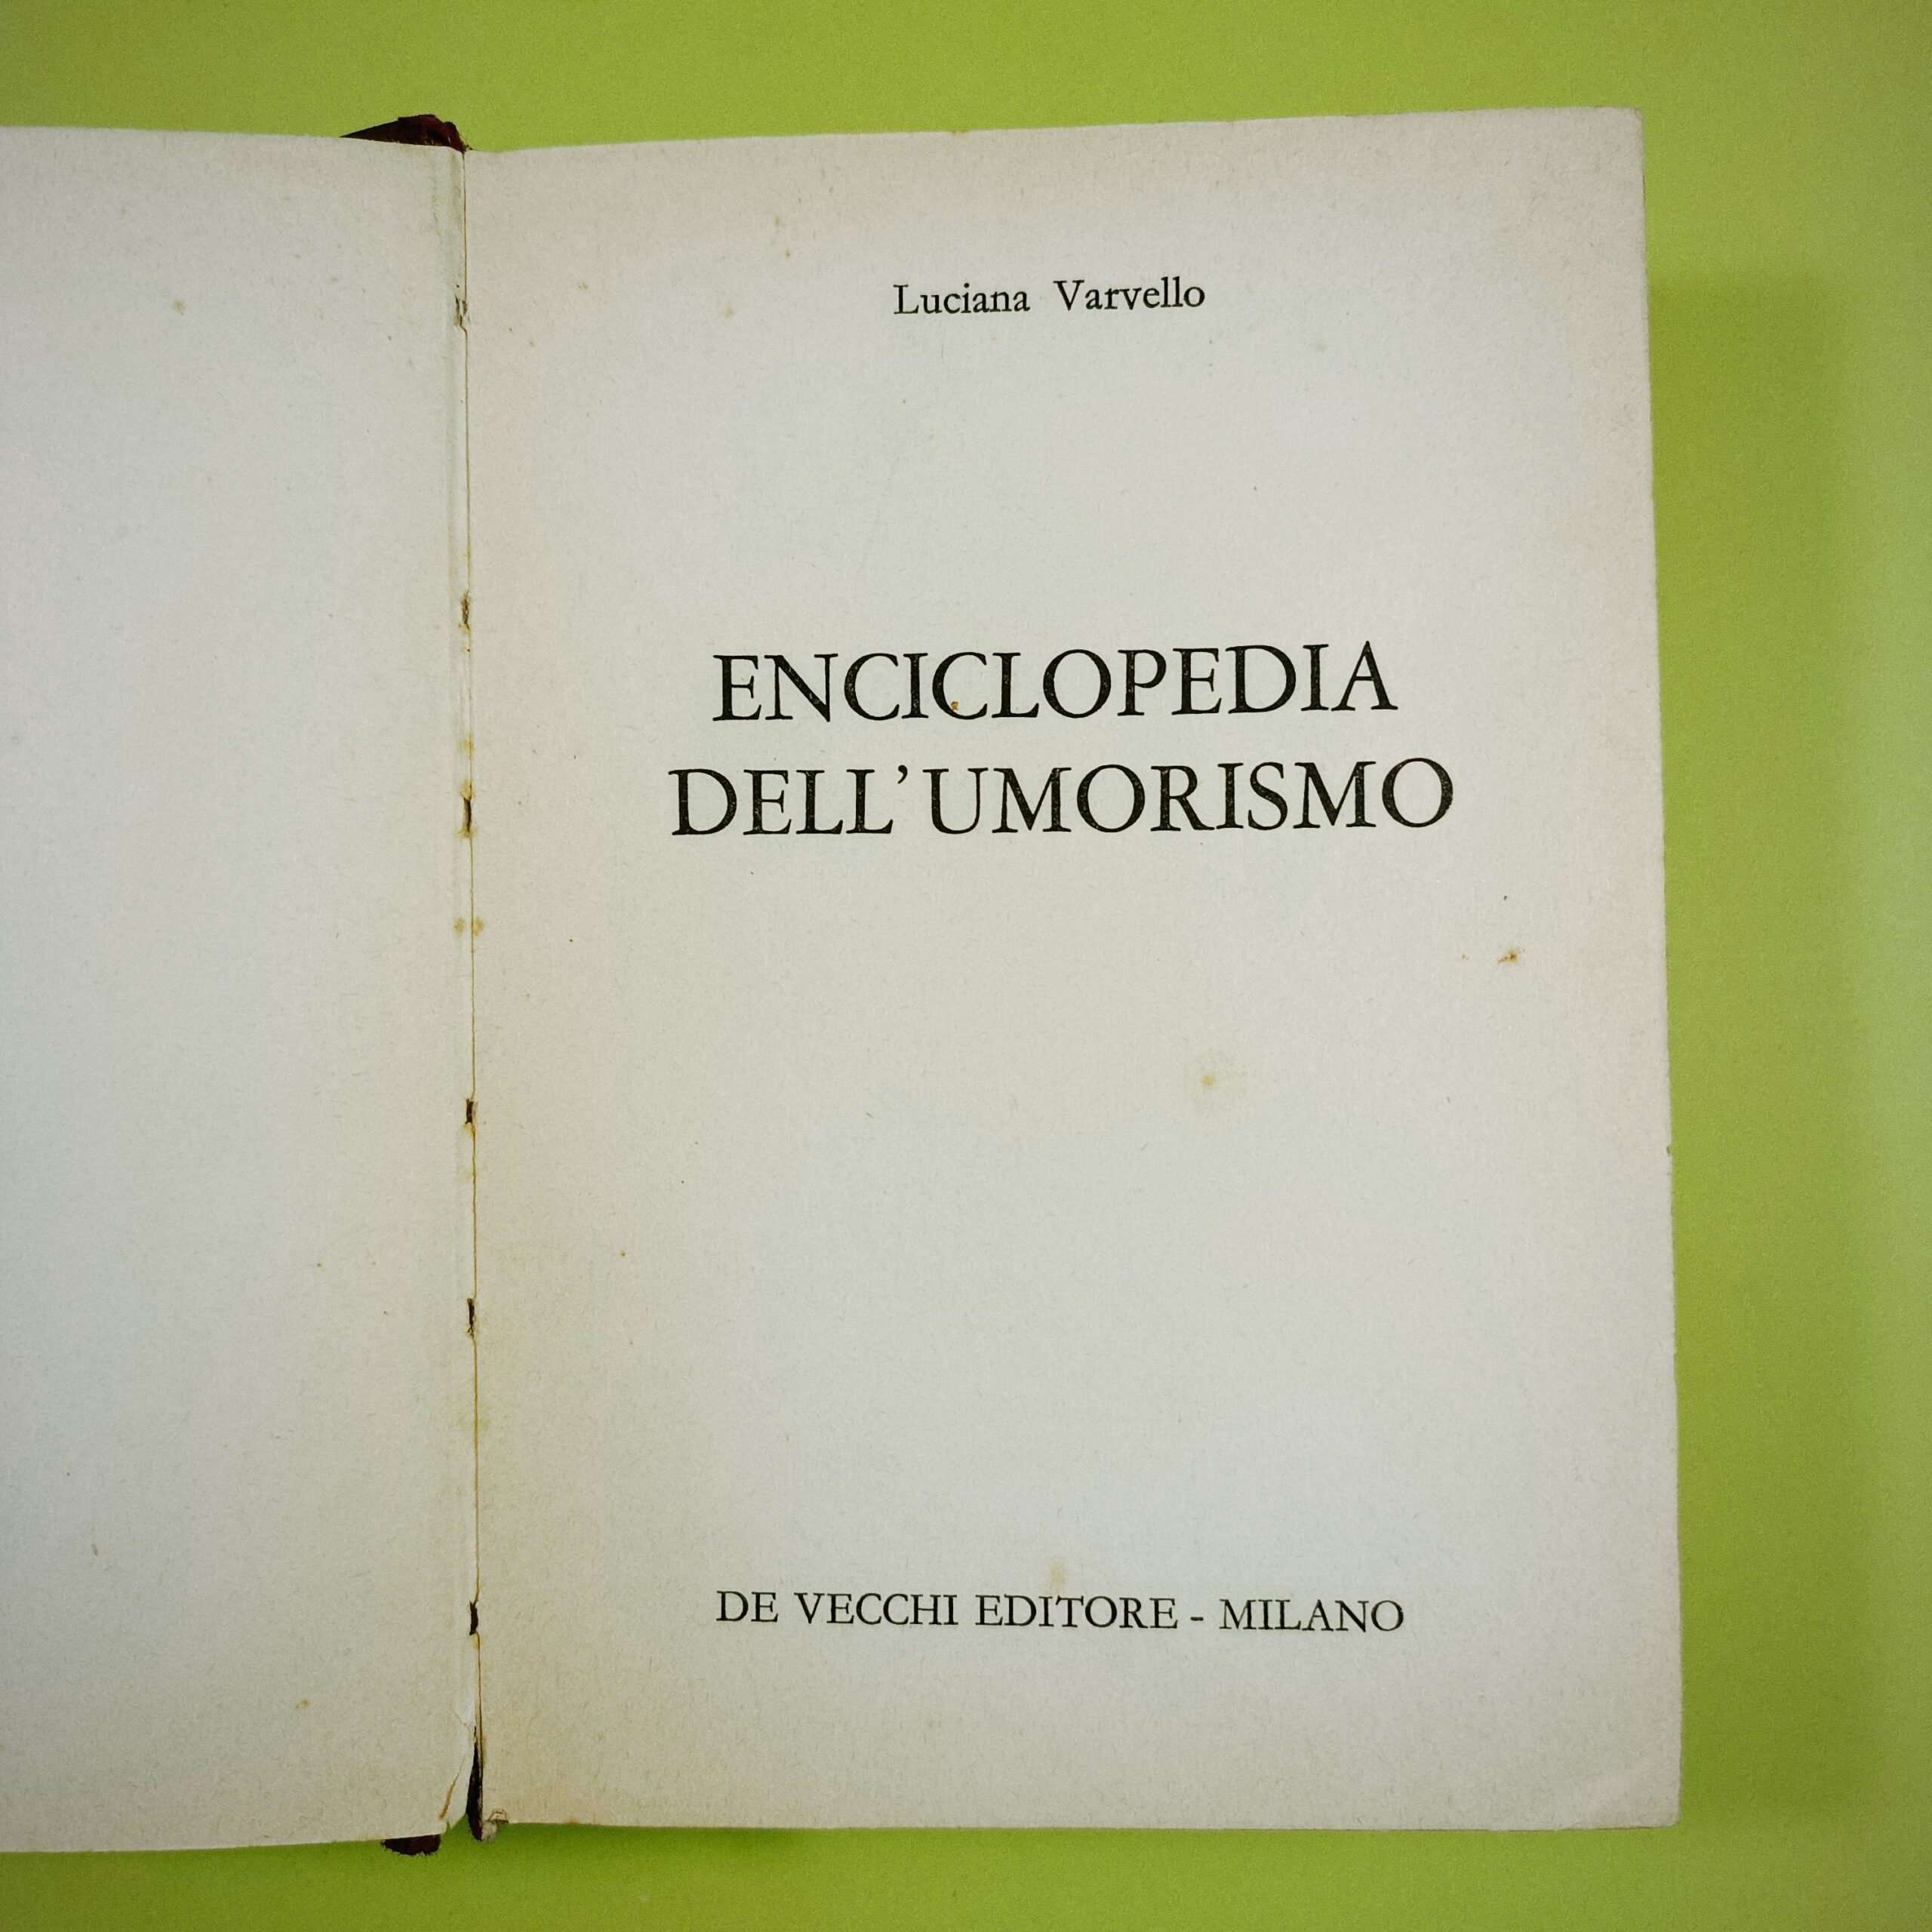 Luciana Varvello
ENCICLOPEDIA
DELL'UMORISMO
DE VECCHI EDITORE - MILANO